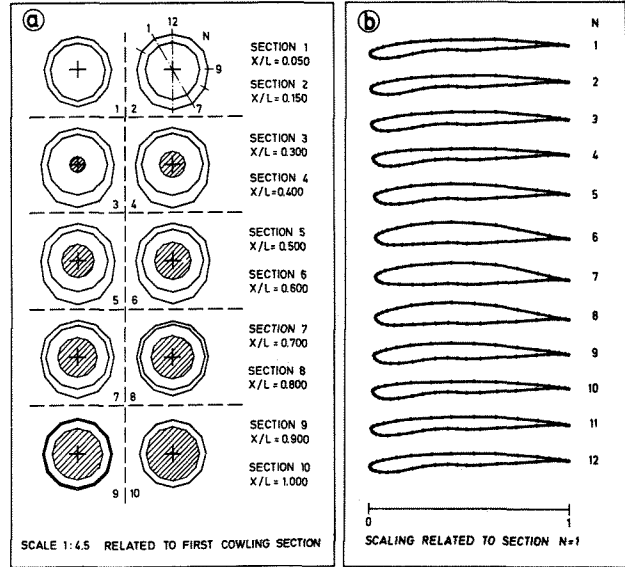 a
12
1
N
9
7
1 2
SECTION 1
X/L = 0.050
SECTION 2
X/L = 0.150
3 4
SECTION 3
X/L = 0.300
SECTION 4
X/L = 0.400
5 6
SECTION 5
X/L = 0.500
SECTION 6
X/L = 0.600
7 8
SECTION 7
X/L = 0.700
SECTION 8
X/L = 0.800
9 10
SECTION 9
X/L = 0.900
SECTION 10
X/L = 1.000
SCALE 1:4.5 RELATED TO FIRST COWLING SECTION
b
N
1
2
3
4
5
6
7
8
9
10
11
12
0 1
SCALING RELATED TO SECTION N=1